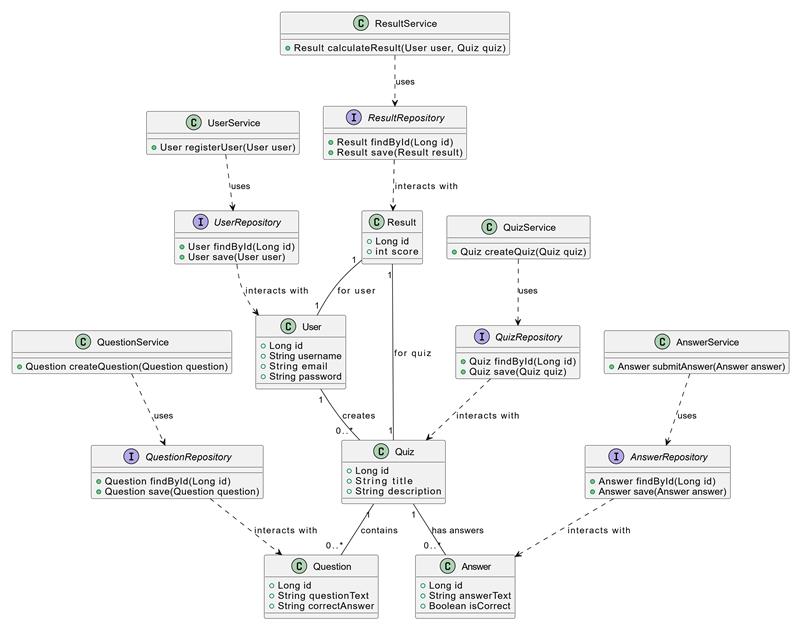 C ResultService
Result calculateResult(User user, Quiz quiz)
uses
I ResultRepository
Result findById(Long id)
Result save(Result result)
C UserService
User registerUser(User user)
uses
interacts with
I UserRepository
User findById(Long id)
User save(User user)
C Result
Long id
int score
C QuizService
Quiz createQuiz(Quiz quiz)
1
1
interacts with
for user
uses
1
C User
Long id
String username
String email
String password
for quiz
I QuizRepository
Quiz findById(Long id)
Quiz save(Quiz quiz)
C QuestionService
Question createQuestion(Question question)
C AnswerService
Answer submitAnswer(Answer answer)
1
uses
creates
interacts with
uses
0..*
1
C Quiz
Long id
String title
String description
I QuestionRepository
Question findById(Long id)
Question save(Question question)
I AnswerRepository
Answer findById(Long id)
Answer save(Answer answer)
1
1
interacts with
contains
has answers
interacts with
0..*
0..*
C Question
Long id
String questionText
String correctAnswer
C Answer
Long id
String answerText
Boolean isCorrect